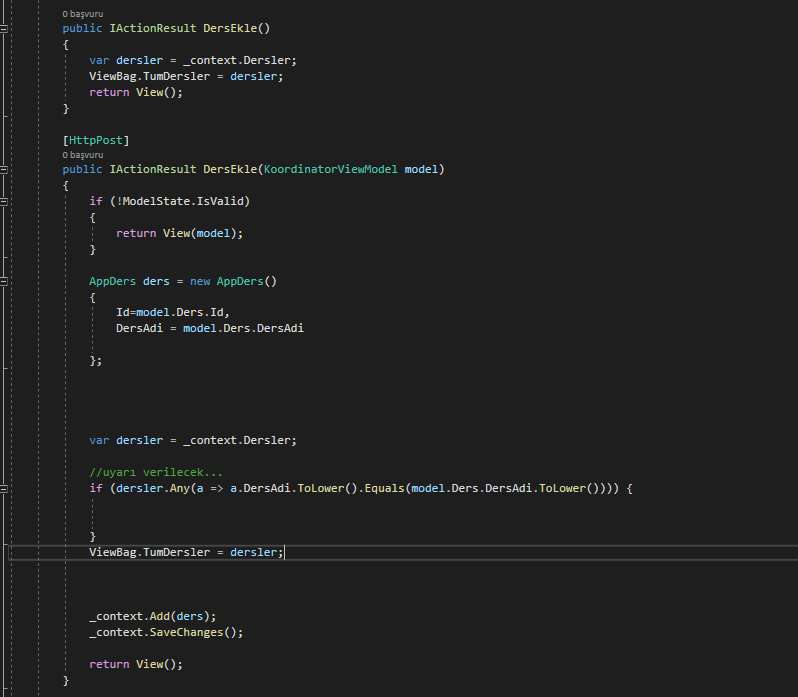 0 başvuru
public IActionResult DersEkle()
{
var dersler = _context.Dersler;
ViewBag.TumDersler = dersler;
return View();
}
[HttpPost]
0 başvuru
public IActionResult DersEkle(KoordinatorViewModel model)
{
if (!ModelState.IsValid)
{
return View(model);
}
AppDers ders = new AppDers()
{
Id=model.Ders.Id,
DersAdi = model.Ders.DersAdi
};
var dersler = _context.Dersler;
//uyarı verilecek...
if (dersler.Any(a => a.DersAdi.ToLower().Equals(model.Ders.DersAdi.ToLower()))) {
}
ViewBag.TumDersler = dersler;
_context.Add(ders);
_context.SaveChanges();
return View();
}